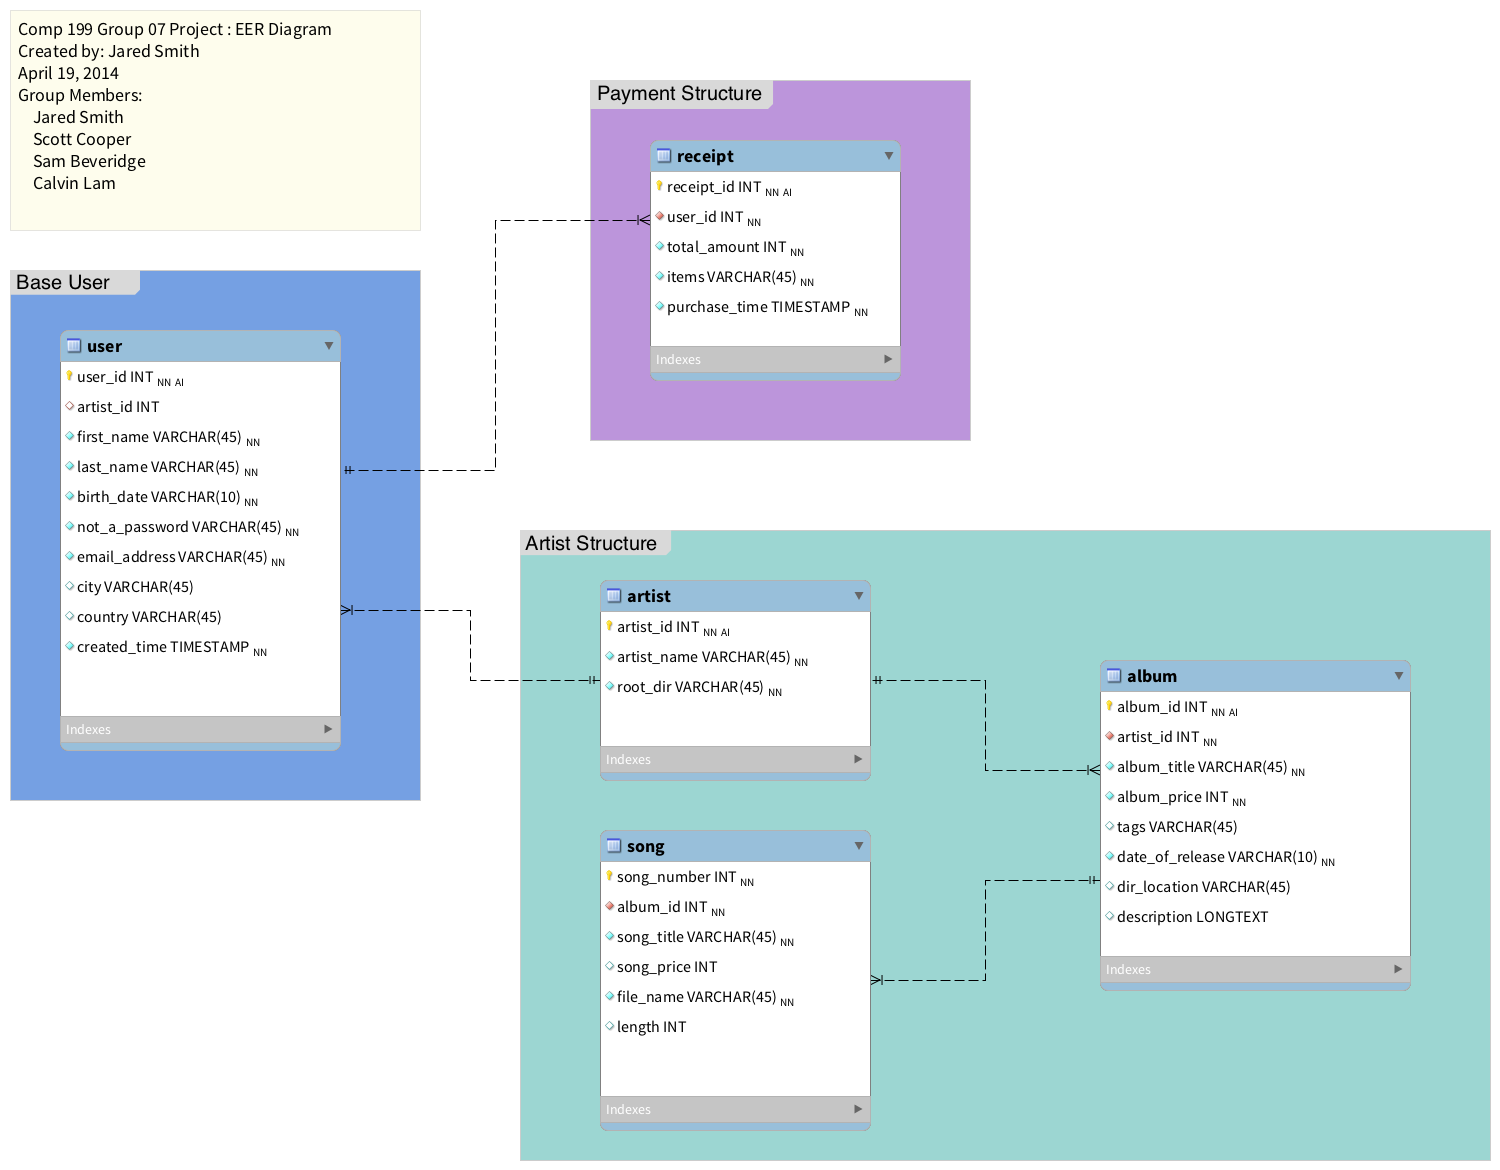 Comp 199 Group 07 Project : EER Diagram
Created by: Jared Smith
April 19, 2014
Group Members:
Jared Smith
Scott Cooper
Sam Beveridge
Calvin Lam
Payment Structure
receipt
receipt_id INT NN AI
user_id INT NN
total_amount INT NN
items VARCHAR(45) NN
purchase_time TIMESTAMP NN
Indexes
Base User
user
user_id INT NN AI
artist_id INT
first_name VARCHAR(45) NN
last_name VARCHAR(45) NN
birth_date VARCHAR(10) NN
not_a_password VARCHAR(45) NN
email_address VARCHAR(45) NN
city VARCHAR(45)
country VARCHAR(45)
created_time TIMESTAMP NN
Indexes
Artist Structure
artist
artist_id INT NN AI
artist_name VARCHAR(45) NN
root_dir VARCHAR(45) NN
Indexes
album
album_id INT NN AI
artist_id INT NN
album_title VARCHAR(45) NN
album_price INT NN
tags VARCHAR(45)
date_of_release VARCHAR(10) NN
dir_location VARCHAR(45)
description LONGTEXT
Indexes
song
song_number INT NN
album_id INT NN
song_title VARCHAR(45) NN
song_price INT
file_name VARCHAR(45) NN
length INT
Indexes